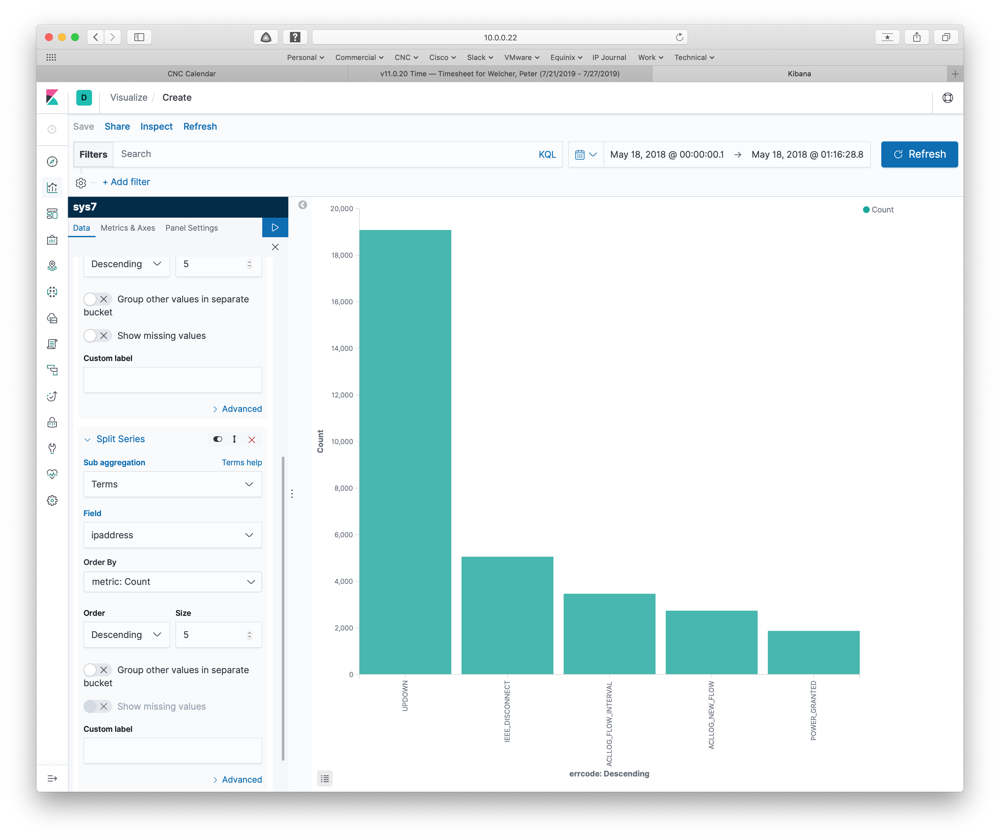 10.0.0.22
Personal Commercial CNC Cisco Slack VMware Equinix IP Journal Work Technical
CNC Calendar
v11.0.20 Time — Timesheet for Welcher, Peter (7/21/2019 - 7/27/2019)
Kibana
D
Visualize / Create
Save Share Inspect Refresh
Filters Search KQL
May 18, 2018 @ 00:00:00.1 → May 18, 2018 @ 01:16:28.8
Refresh
+ Add filter
sys7
Data Metrics & Axes Panel Settings
Descending 5
Group other values in separate
bucket
Show missing values
Custom label
Advanced
Split Series
Sub aggregation Terms help
Terms
Field
ipaddress
Order By
metric: Count
Order Size
Descending 5
Group other values in separate
bucket
Show missing values
Custom label
Advanced
Count
20,000
18,000
16,000
14,000
12,000
10,000
8,000
6,000
4,000
2,000
0
Count
UPDOWN
IEEE_DISCONNECT
ACLLOG_FLOW_INTERVAL
ACLLOG_NEW_FLOW
POWER_GRANTED
errcode: Descending